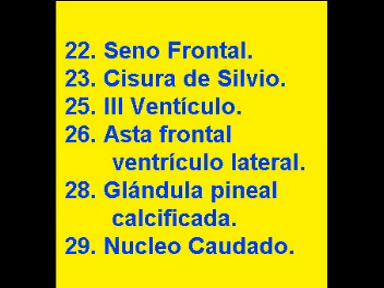 22. Seno Frontal.
23. Cisura de Silvio.
25. III Ventículo.
26. Asta frontal
ventrículo lateral.
28. Glándula pineal
calcificada.
29. Nucleo Caudado.